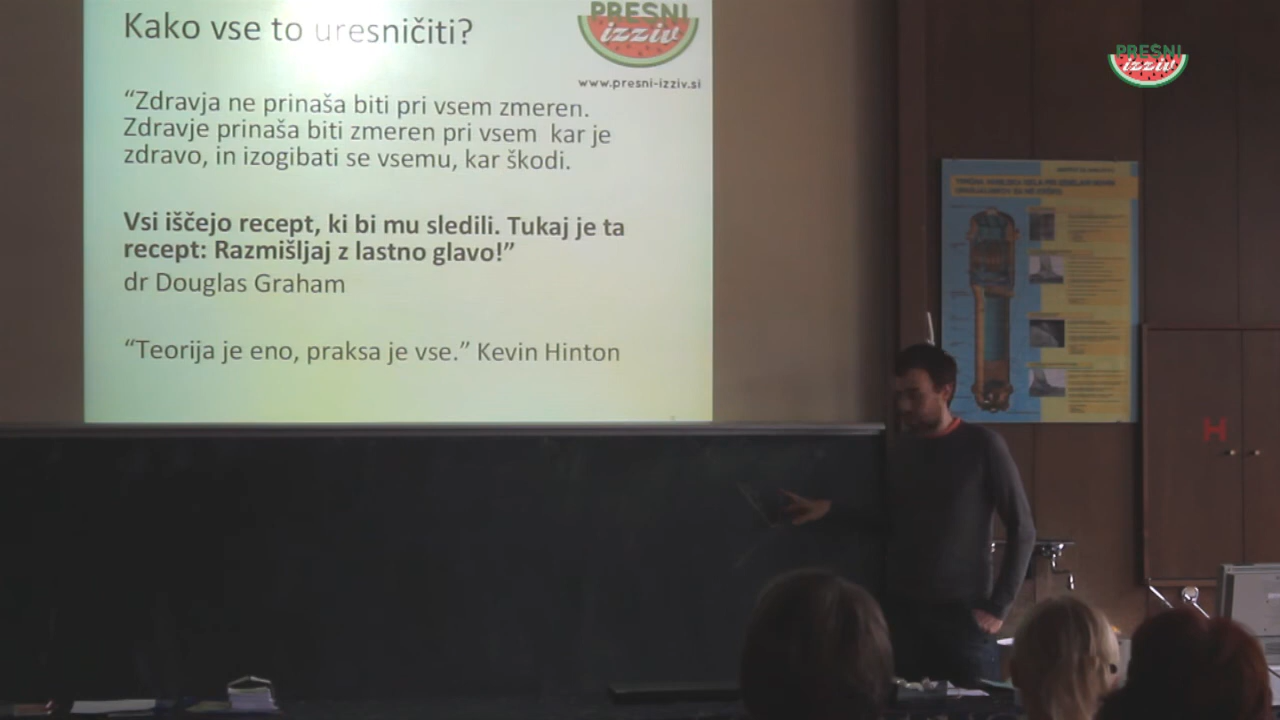 Kako vse to uresničiti?
PRESNI
izziv
www.presni-izziv.si
“Zdravja ne prinaša biti pri vsem zmeren.
Zdravje prinaša biti zmeren pri vsem kar je
zdravo, in izogibati se vsemu, kar škodi.
Vsi iščejo recept, ki bi mu sledili. Tukaj je ta
recept: Razmišljaj z lastno glavo!”
dr Douglas Graham
“Teorija je eno, praksa je vse.” Kevin Hinton
PRESNI
izziv
H